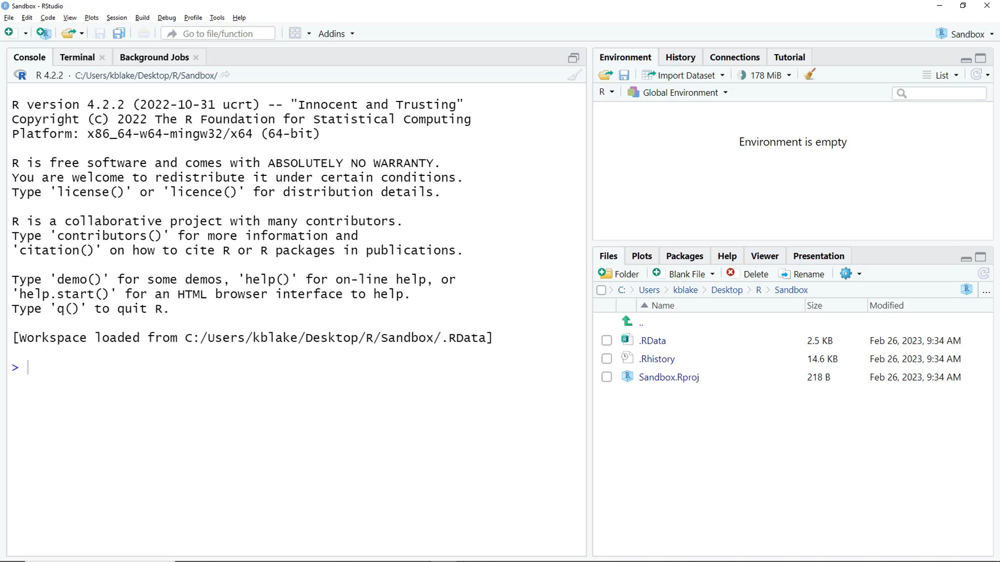 Sandbox - RStudio
File Edit Code View Plots Session Build Debug Profile Tools Help
Go to file/function Addins Sandbox
Console Terminal Background Jobs
R 4.2.2 · C:/Users/kblake/Desktop/R/Sandbox/
R version 4.2.2 (2022-10-31 ucrt) -- "Innocent and Trusting"
Copyright (C) 2022 The R Foundation for Statistical Computing
Platform: x86_64-w64-mingw32/x64 (64-bit)
R is free software and comes with ABSOLUTELY NO WARRANTY.
You are welcome to redistribute it under certain conditions.
Type 'license()' or 'licence()' for distribution details.
R is a collaborative project with many contributors.
Type 'contributors()' for more information and
'citation()' on how to cite R or R packages in publications.
Type 'demo()' for some demos, 'help()' for on-line help, or
'help.start()' for an HTML browser interface to help.
Type 'q()' to quit R.
[Workspace loaded from C:/Users/kblake/Desktop/R/Sandbox/.RData]
>
Environment History Connections Tutorial
Import Dataset 178 MiB List
R Global Environment
Environment is empty
Files Plots Packages Help Viewer Presentation
Folder Blank File Delete Rename
C: Users kblake Desktop R Sandbox ...
Name Size Modified
..
.RData 2.5 KB Feb 26, 2023, 9:34 AM
.Rhistory 14.6 KB Feb 26, 2023, 9:34 AM
Sandbox.Rproj 218 B Feb 26, 2023, 9:34 AM